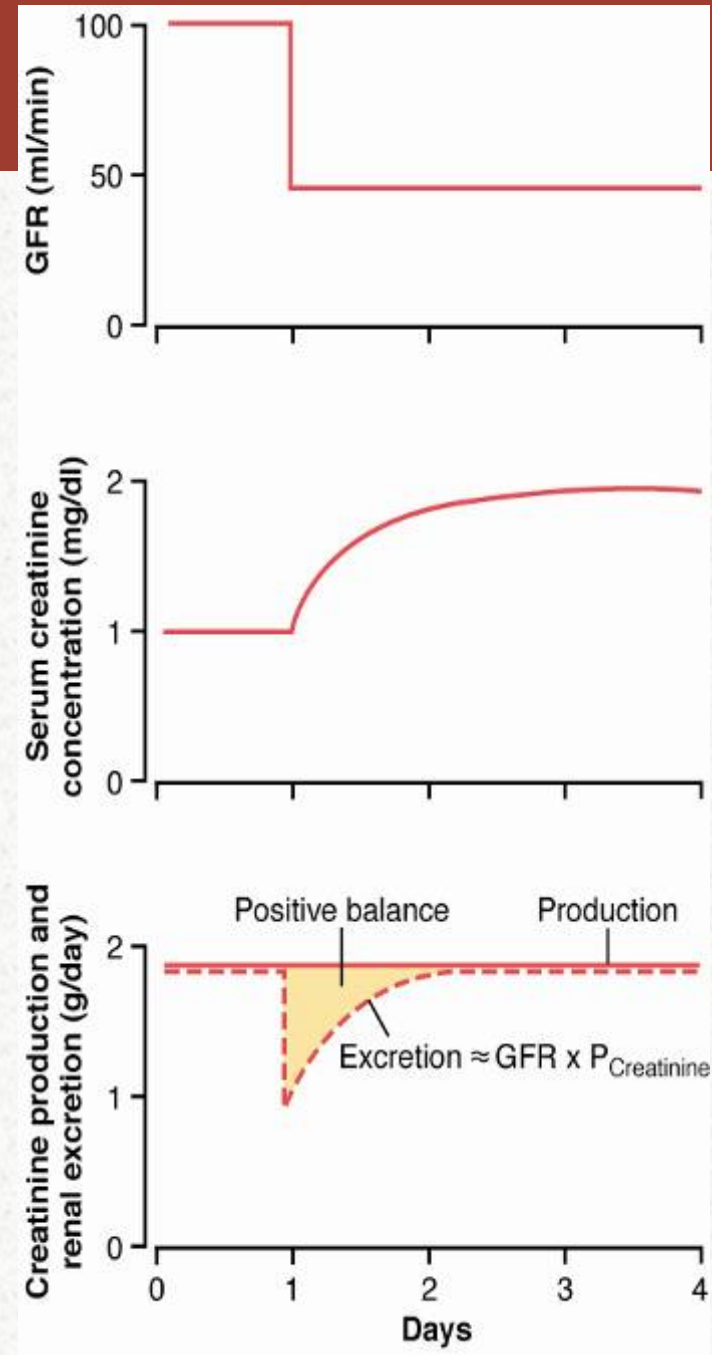 GFR (ml/min)
100
50
0
Serum creatinine
concentration (mg/dl)
2
1
0
Creatinine production and
renal excretion (g/day)
2
1
0
Positive balance
Production
Excretion ≈ GFR x PCreatinine
0 1 2 3 4
Days